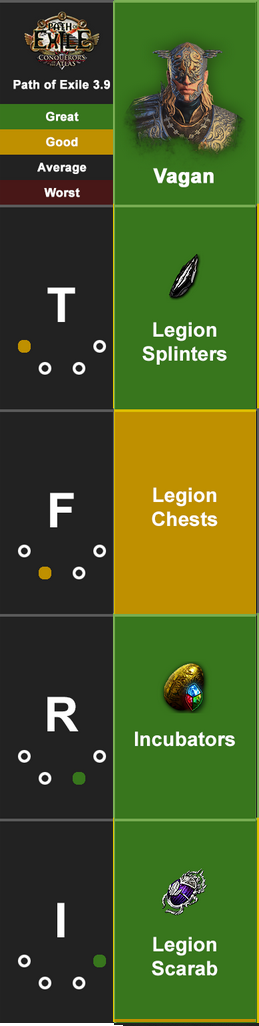 PATH
OF
EXILE
CONQUERORS
OF THE
ATLAS
Path of Exile 3.9
Great
Good
Average
Worst
Vagan
T
Legion
Splinters
F
Legion
Chests
R
Incubators
I
Legion
Scarab